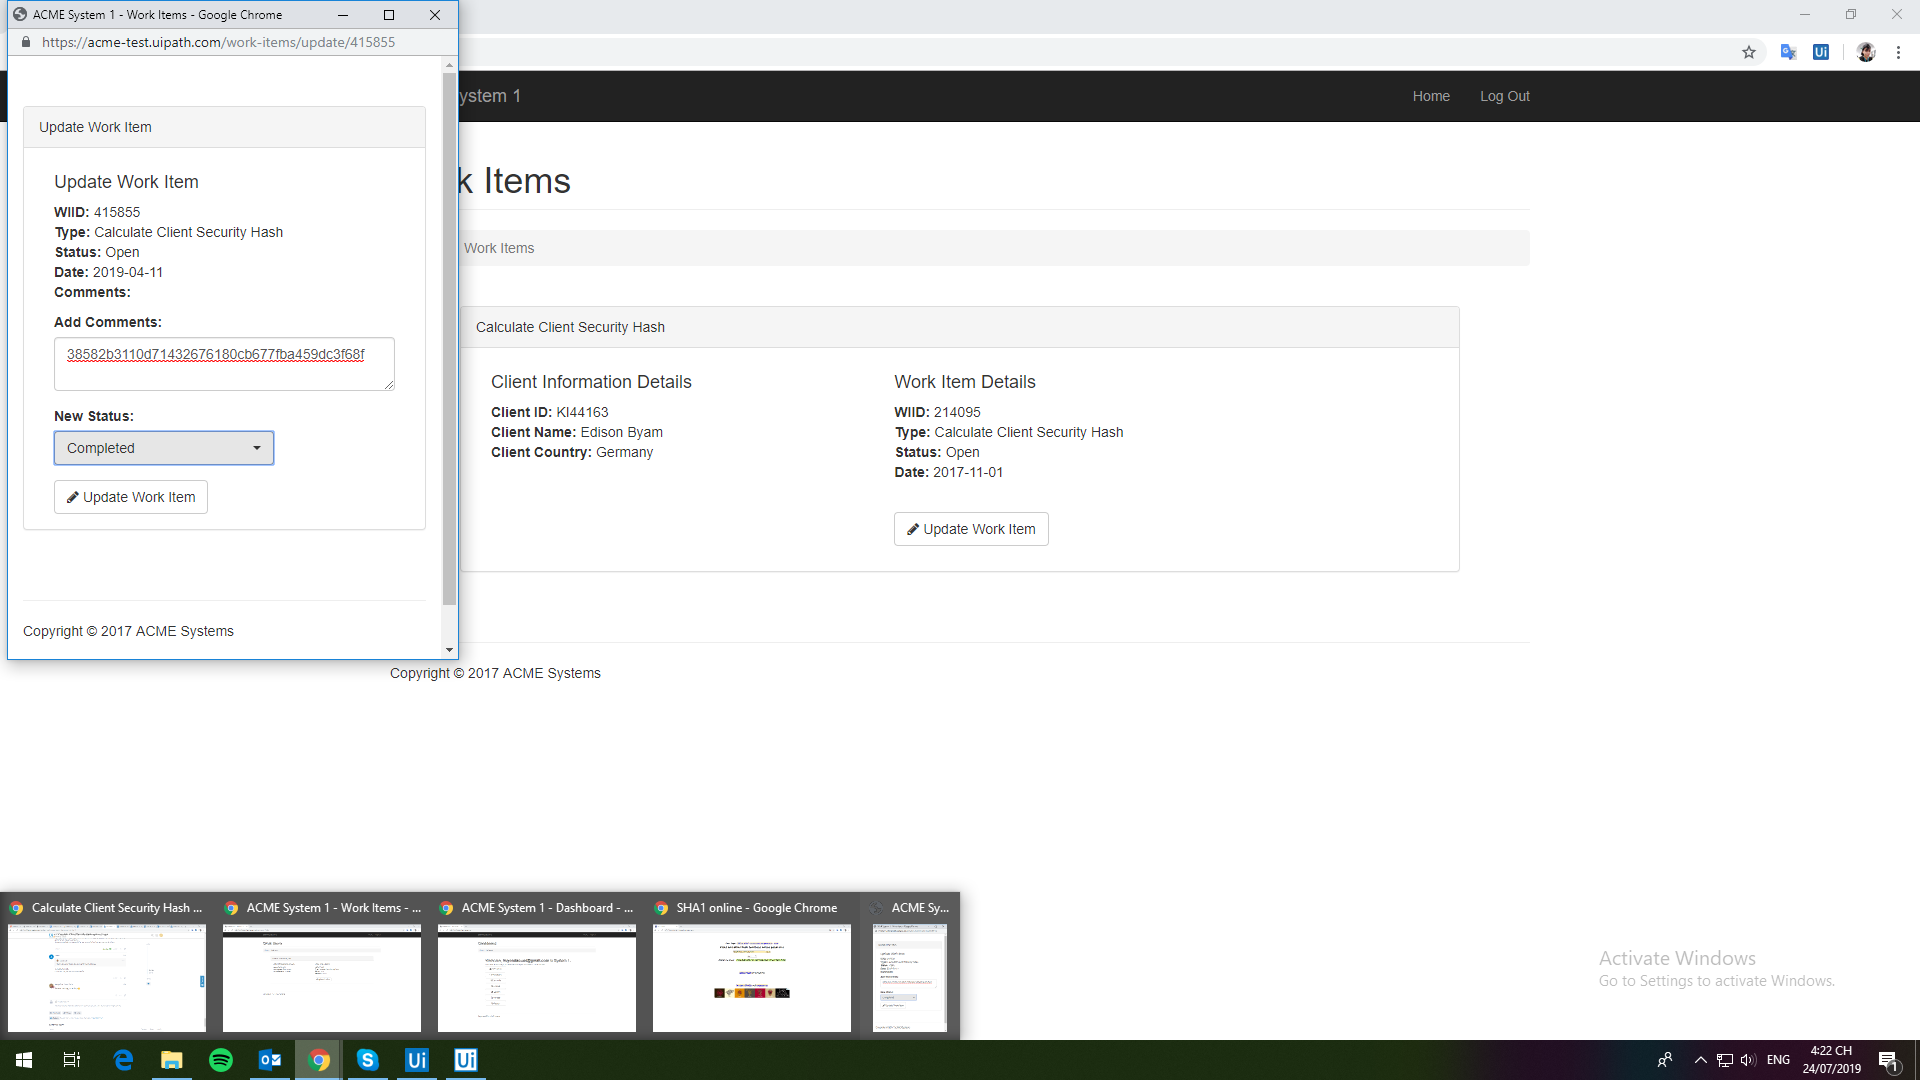 ACME System 1 - Work Items - Google Chrome
https://acme-test.uipath.com/work-items/update/415855
Update Work Item
Update Work Item
WIID: 415855
Type: Calculate Client Security Hash
Status: Open
Date: 2019-04-11
Comments:
Add Comments:
38582b3110d71432676180cb677fba459dc3f68f
New Status:
Completed
Update Work Item
Copyright © 2017 ACME Systems
ystem 1
Home
Log Out
k Items
Work Items
Calculate Client Security Hash
Client Information Details
Client ID: KI44163
Client Name: Edison Byam
Client Country: Germany
Work Item Details
WIID: 214095
Type: Calculate Client Security Hash
Status: Open
Date: 2017-11-01
Update Work Item
Copyright © 2017 ACME Systems
Activate Windows
Go to Settings to activate Windows.
Calculate Client Security Hash ...
ACME System 1 - Work Items - ...
ACME System 1 - Dashboard - ...
SHA1 online - Google Chrome
ACME Sy...
Ui
Ui
Ui
ENG
4:22 CH
24/07/2019
1